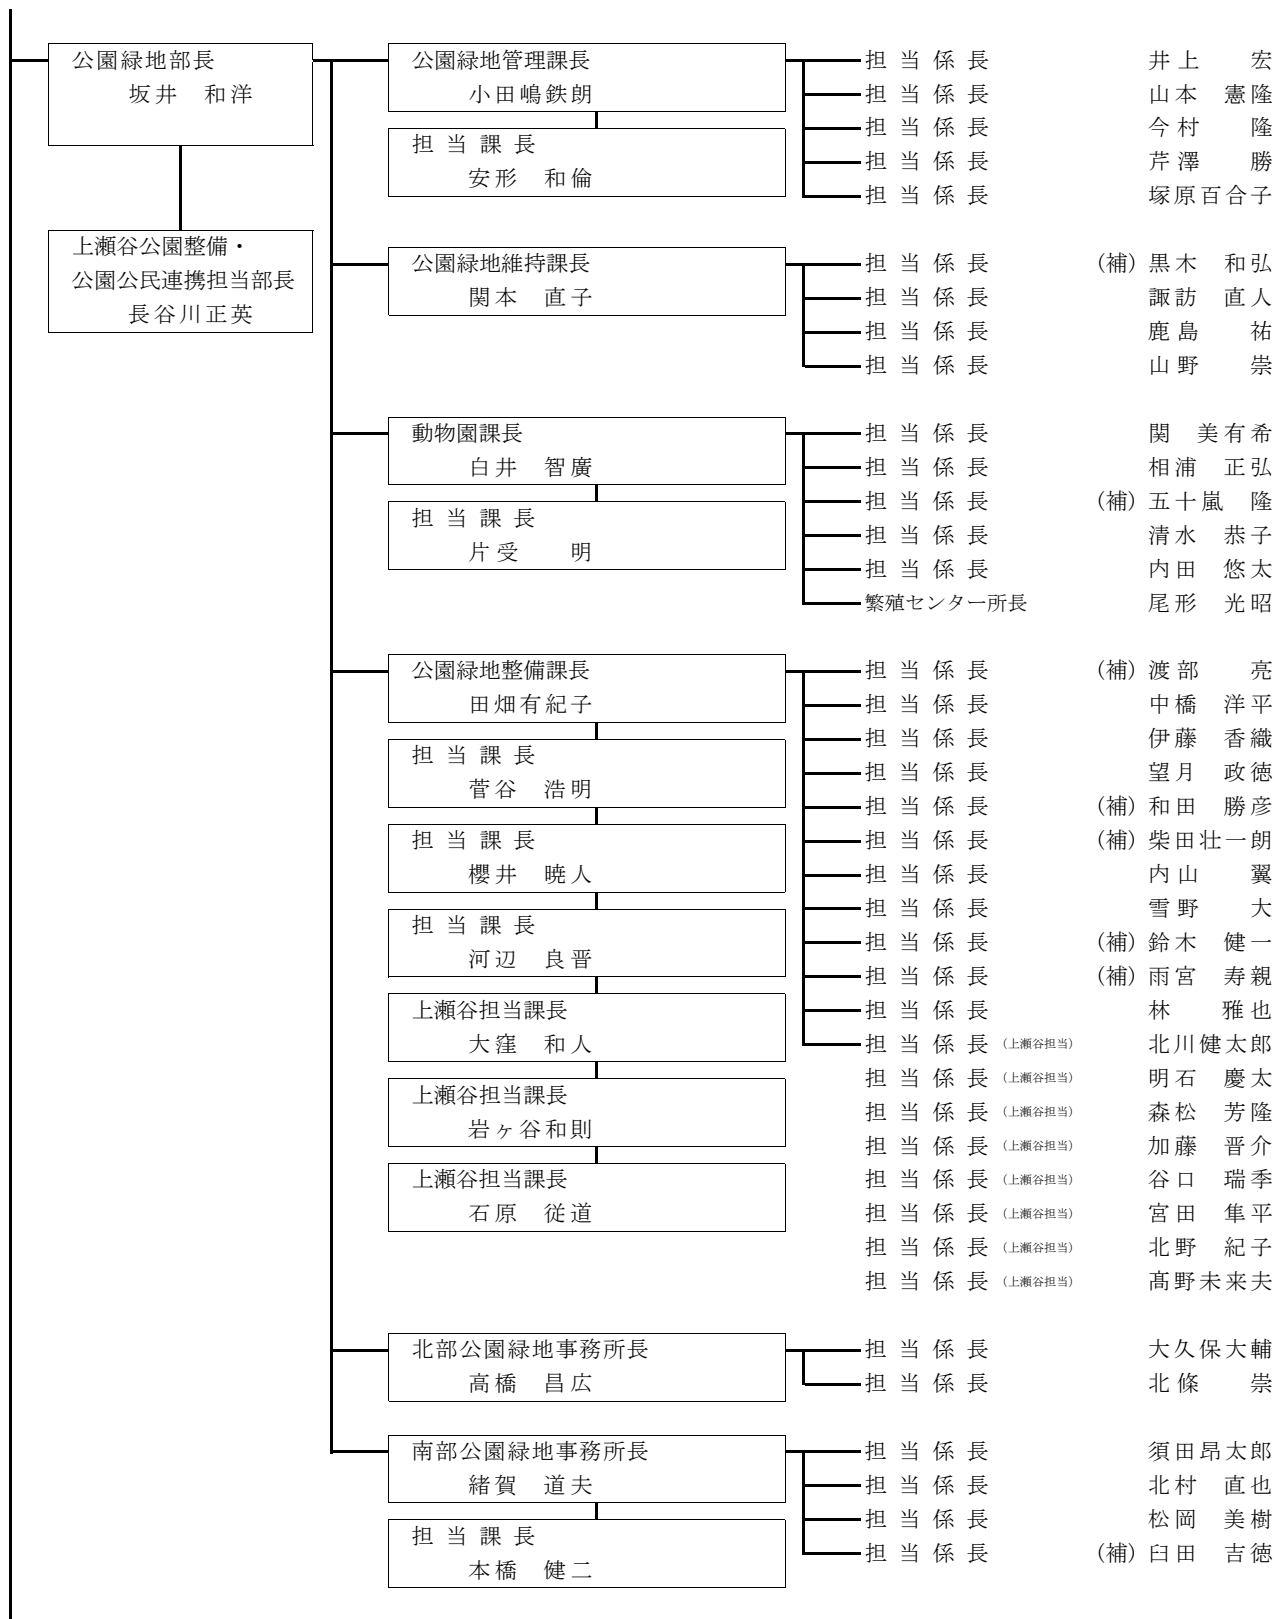 公園緑地部長
坂井　和洋
上瀬谷公園整備・
公園公民連携担当部長
長谷川正英
公園緑地管理課長
小田嶋鉄朗
担当課長
安形　和倫
担当係長　井上　宏
担当係長　山本　憲隆
担当係長　今村　隆
担当係長　芹澤　勝
担当係長　塚原百合子
公園緑地維持課長
関本　直子
担当係長　(補)黒木　和弘
担当係長　諏訪　直人
担当係長　鹿島　祐
担当係長　山野　崇
動物園課長
白井　智廣
担当課長
片受　明
担当係長　関　美有希
担当係長　相浦　正弘
担当係長　(補)五十嵐　隆
担当係長　清水　恭子
担当係長　内田　悠太
繁殖センター所長　尾形　光昭
公園緑地整備課長
田畑有紀子
担当課長
菅谷　浩明
担当課長
櫻井　暁人
担当課長
河辺　良晋
上瀬谷担当課長
大窪　和人
上瀬谷担当課長
岩ヶ谷和則
上瀬谷担当課長
石原　従道
担当係長　(補)渡部　亮
担当係長　中橋　洋平
担当係長　伊藤　香織
担当係長　望月　政徳
担当係長　(補)和田　勝彦
担当係長　(補)柴田壮一朗
担当係長　内山　翼
担当係長　雪野　大
担当係長　(補)鈴木　健一
担当係長　(補)雨宮　寿親
担当係長　林　雅也
担当係長（上瀬谷担当）　北川健太郎
担当係長（上瀬谷担当）　明石　慶太
担当係長（上瀬谷担当）　森松　芳隆
担当係長（上瀬谷担当）　加藤　晋介
担当係長（上瀬谷担当）　谷口　瑞季
担当係長（上瀬谷担当）　宮田　隼平
担当係長（上瀬谷担当）　北野　紀子
担当係長（上瀬谷担当）　髙野未来夫
北部公園緑地事務所長
高橋　昌広
担当係長　大久保大輔
担当係長　北條　崇
南部公園緑地事務所長
緒賀　道夫
担当課長
本橋　健二
担当係長　須田昂太郎
担当係長　北村　直也
担当係長　松岡　美樹
担当係長　(補)臼田　吉徳